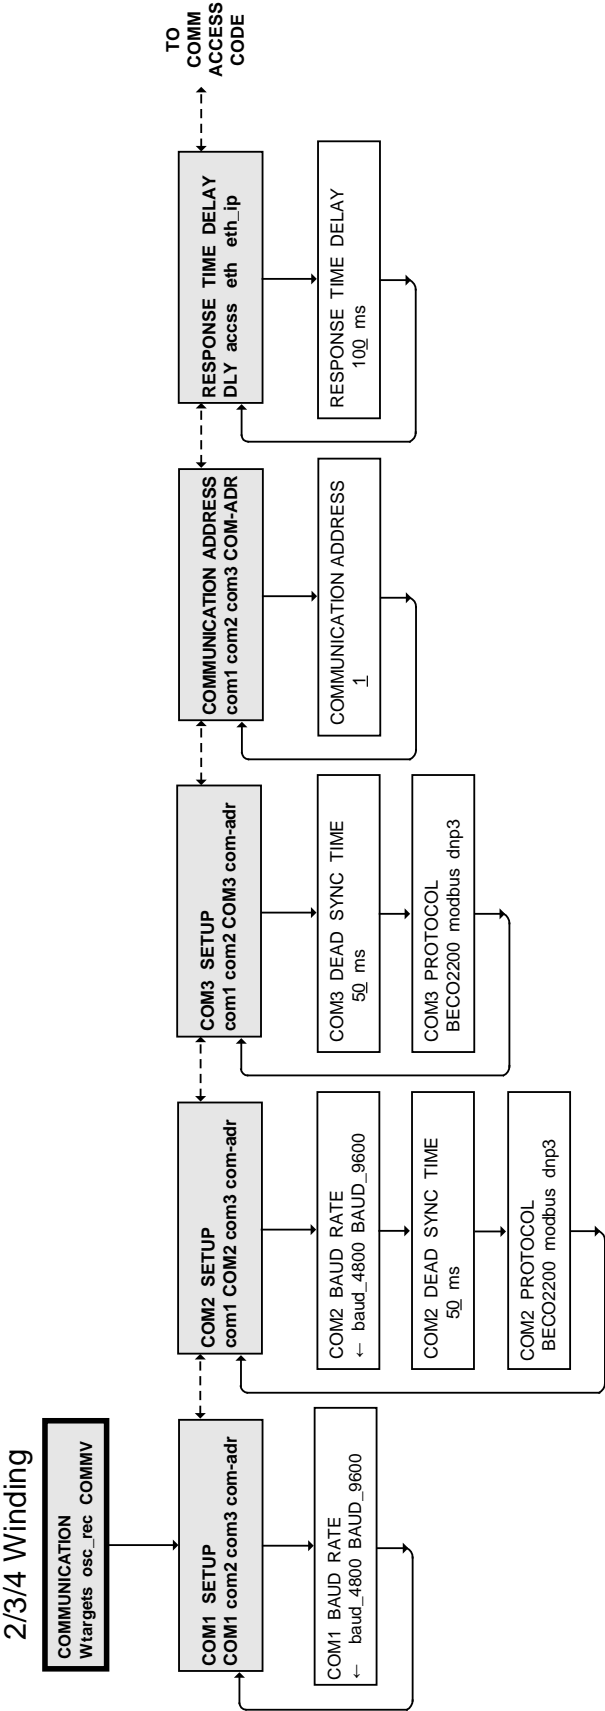 2/3/4 Winding
COMMUNICATION
Wtargets osc_rec COMMV
COM1 SETUP
COM1 com2 com3 com-adr
COM1 BAUD RATE
← baud_4800 BAUD_9600
COM2 SETUP
com1 COM2 com3 com-adr
COM2 BAUD RATE
← baud_4800 BAUD_9600
COM2 DEAD SYNC TIME
50 ms
COM2 PROTOCOL
BECO2200 modbus dnp3
COM3 SETUP
com1 com2 COM3 com-adr
COM3 DEAD SYNC TIME
50 ms
COM3 PROTOCOL
BECO2200 modbus dnp3
COMMUNICATION ADDRESS
com1 com2 com3 COM-ADR
COMMUNICATION ADDRESS
1
RESPONSE TIME DELAY
DLY accss eth eth_ip
RESPONSE TIME DELAY
100 ms
TO
COMM
ACCESS
CODE